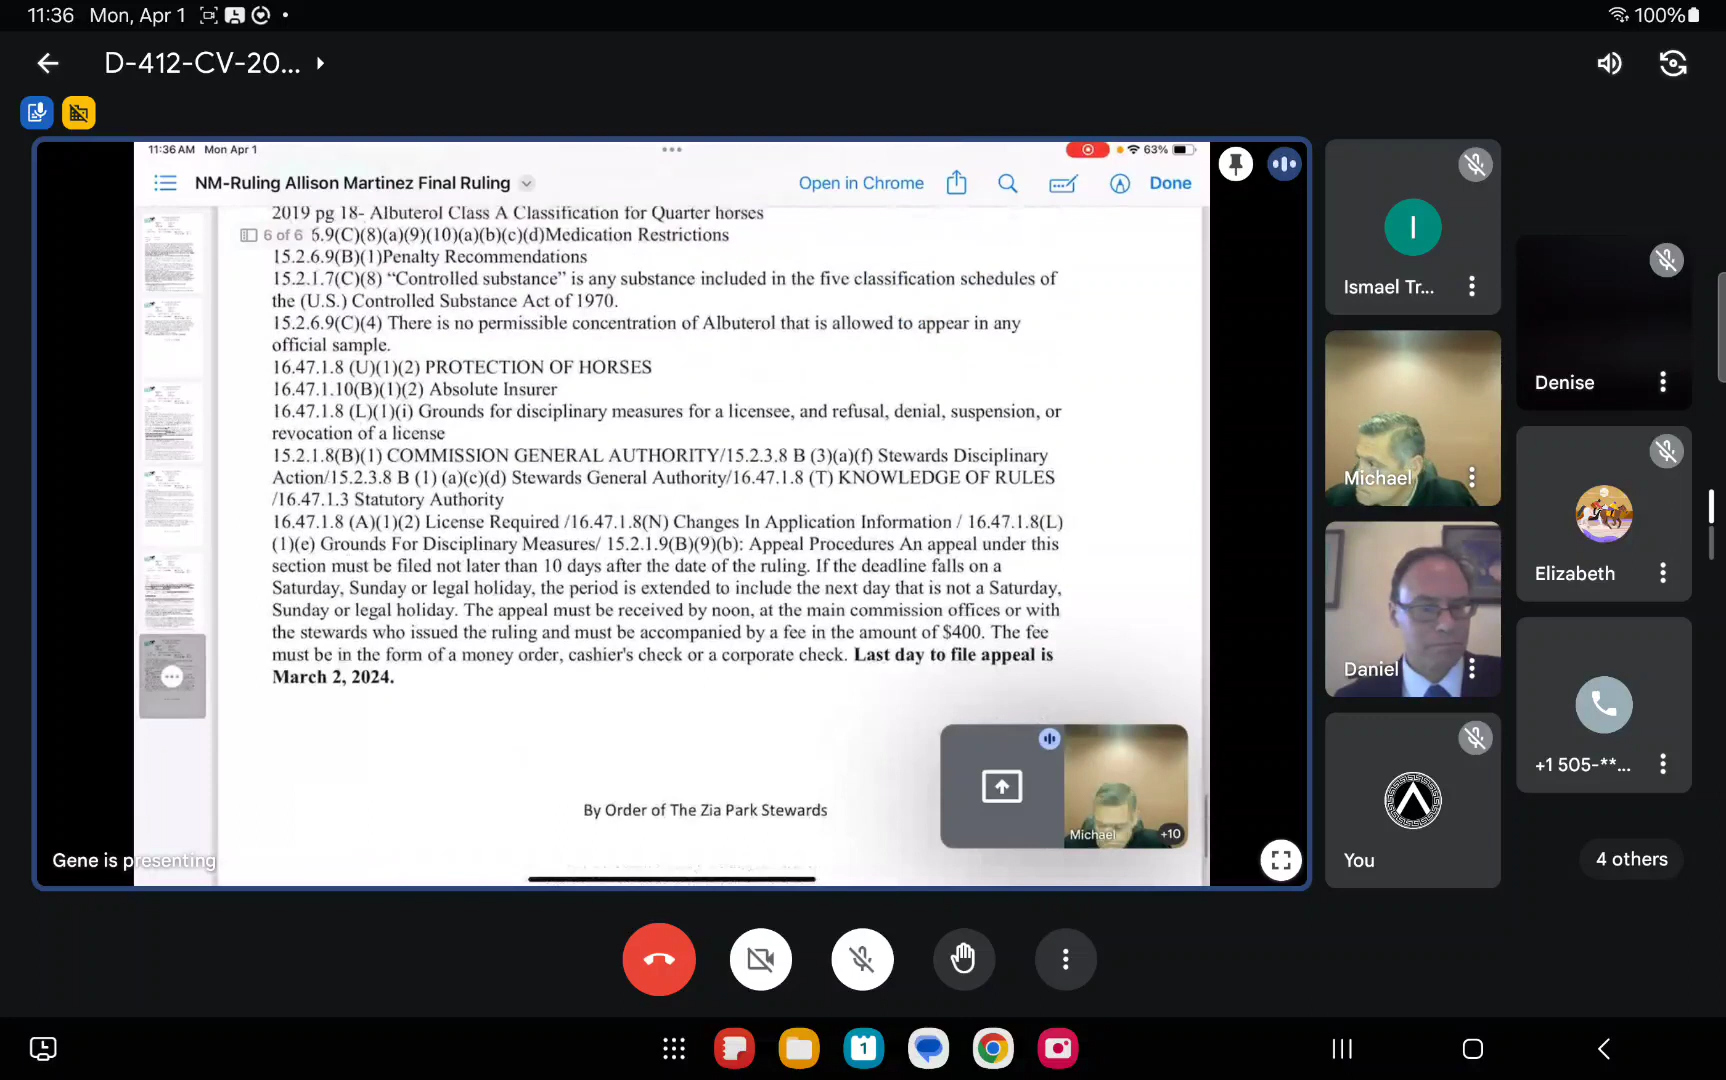 11:36 Mon, Apr 1
100%
D-412-CV-20...
11:36 AM Mon Apr 1
63%
NM-Ruling Allison Martinez Final Ruling
Open in Chrome
Done
2019 pg 18- Albuterol Class A Classification for Quarter horses
6 of 6 5.9(C)(8)(a)(9)(10)(a)(b)(c)(d)Medication Restrictions
15.2.6.9(B)(1)Penalty Recommendations
15.2.1.7(C)(8) “Controlled substance” is any substance included in the five classification schedules of
the (U.S.) Controlled Substance Act of 1970.
15.2.6.9(C)(4) There is no permissible concentration of Albuterol that is allowed to appear in any
official sample.
16.47.1.8 (U)(1)(2) PROTECTION OF HORSES
16.47.1.10(B)(1)(2) Absolute Insurer
16.47.1.8 (L)(1)(i) Grounds for disciplinary measures for a licensee, and refusal, denial, suspension, or
revocation of a license
15.2.1.8(B)(1) COMMISSION GENERAL AUTHORITY/15.2.3.8 B (3)(a)(f) Stewards Disciplinary
Action/15.2.3.8 B (1) (a)(c)(d) Stewards General Authority/16.47.1.8 (T) KNOWLEDGE OF RULES
/16.47.1.3 Statutory Authority
16.47.1.8 (A)(1)(2) License Required /16.47.1.8(N) Changes In Application Information / 16.47.1.8(L)
(1)(e) Grounds For Disciplinary Measures/ 15.2.1.9(B)(9)(b): Appeal Procedures An appeal under this
section must be filed not later than 10 days after the date of the ruling. If the deadline falls on a
Saturday, Sunday or legal holiday, the period is extended to include the next day that is not a Saturday,
Sunday or legal holiday. The appeal must be received by noon, at the main commission offices or with
the stewards who issued the ruling and must be accompanied by a fee in the amount of $400. The fee
must be in the form of a money order, cashier's check or a corporate check. Last day to file appeal is
March 2, 2024.
By Order of The Zia Park Stewards
Michael
+10
Gene is presenting
I
Ismael Tr...
Denise
Michael
Elizabeth
Daniel
+1 505-**...
You
4 others
1